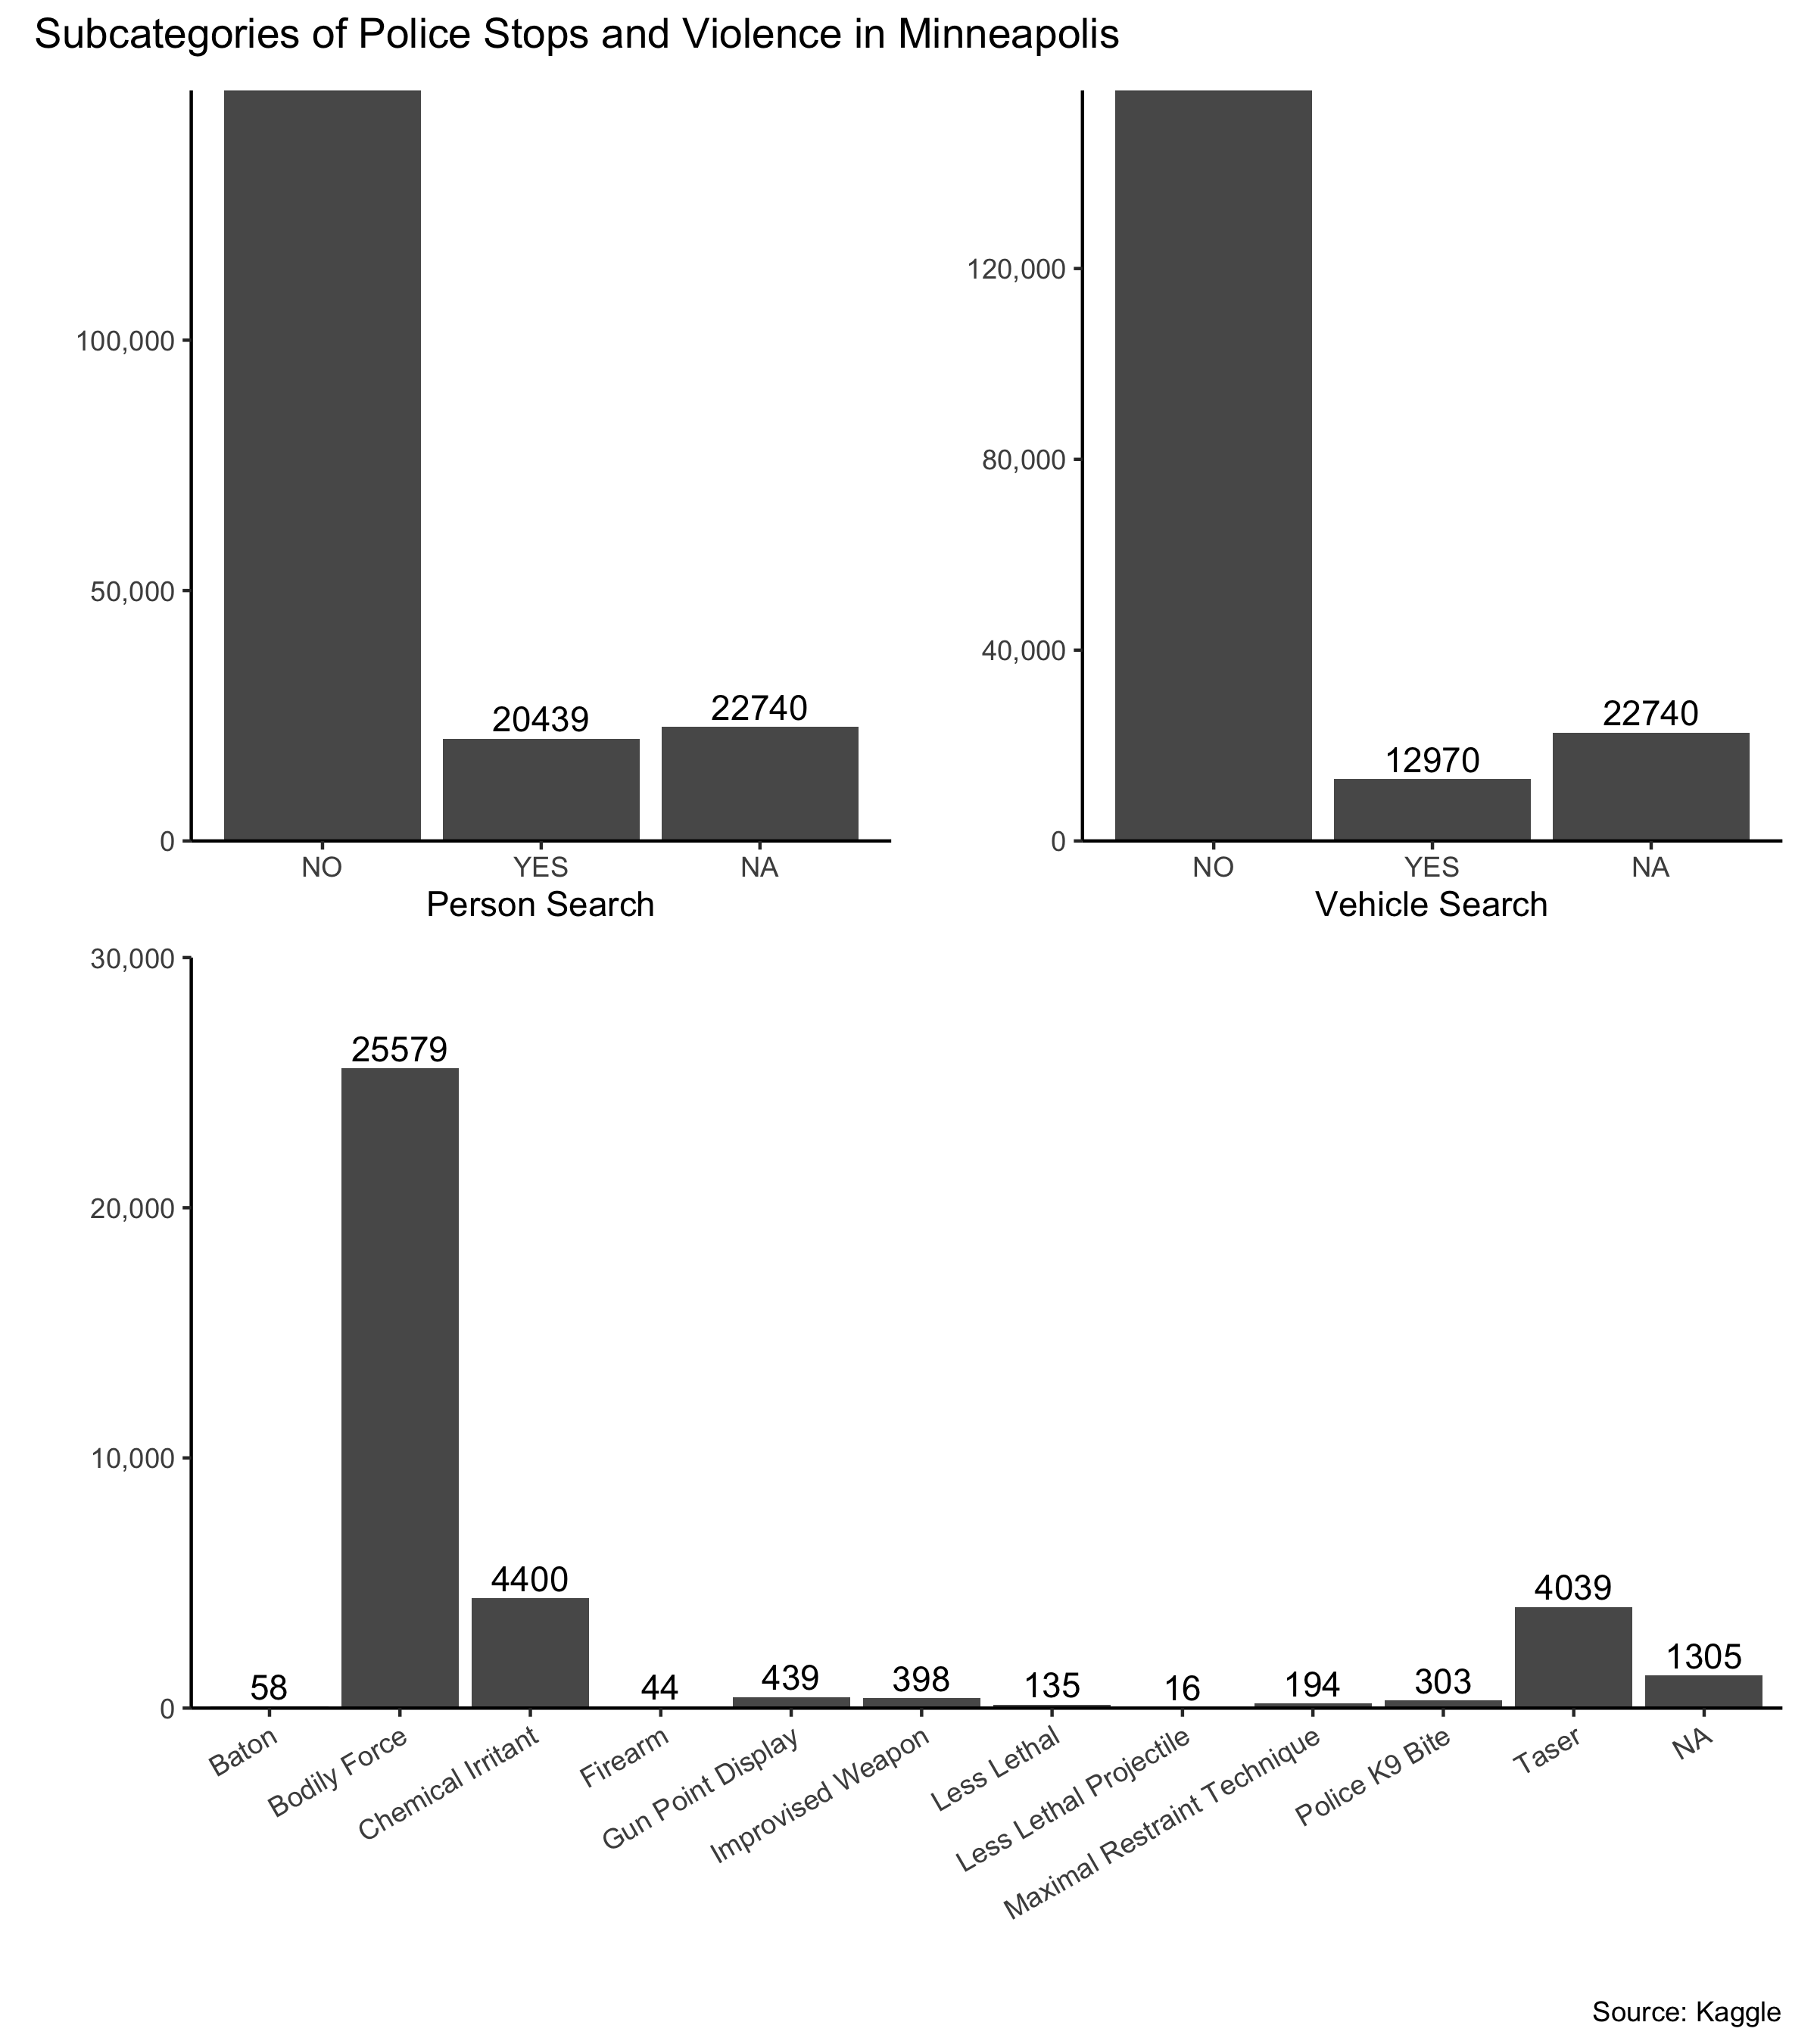 Subcategories of Police Stops and Violence in Minneapolis
100,000
50,000
0
20439
22740
NO
YES
NA
Person Search
120,000
80,000
40,000
0
12970
22740
NO
YES
NA
Vehicle Search
30,000
20,000
10,000
0
58
25579
4400
44
439
398
135
16
194
303
4039
1305
Baton
Bodily Force
Chemical Irritant
Firearm
Gun Point Display
Improvised Weapon
Less Lethal
Less Lethal Projectile
Maximal Restraint Technique
Police K9 Bite
Taser
NA
Source: Kaggle